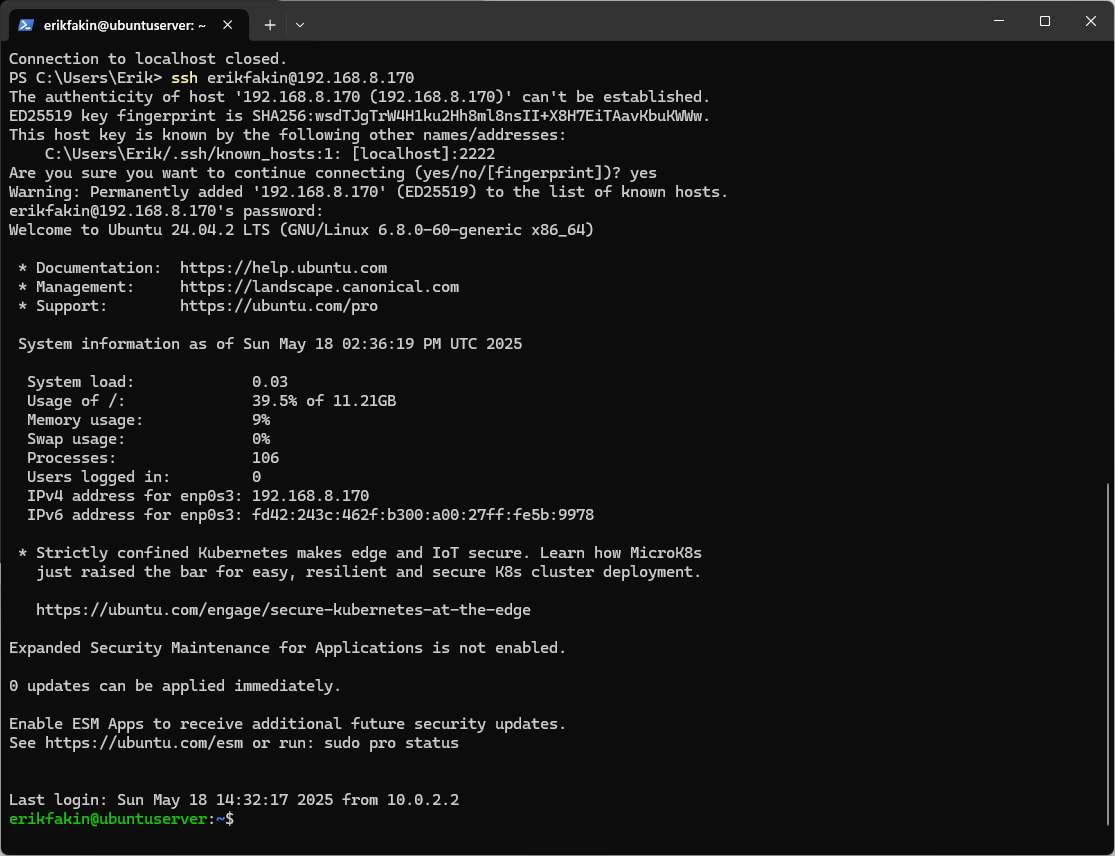 erikfakin@ubuntuserver: ~
Connection to localhost closed.
PS C:\Users\Erik> ssh erikfakin@192.168.8.170
The authenticity of host '192.168.8.170 (192.168.8.170)' can't be established.
ED25519 key fingerprint is SHA256:wsdTJgTrW4H1ku2Hh8ml8nsII+X8H7EiTAavKbuKWWw.
This host key is known by the following other names/addresses:
    C:\Users\Erik/.ssh/known_hosts:1: [localhost]:2222
Are you sure you want to continue connecting (yes/no/[fingerprint])? yes
Warning: Permanently added '192.168.8.170' (ED25519) to the list of known hosts.
erikfakin@192.168.8.170's password:
Welcome to Ubuntu 24.04.2 LTS (GNU/Linux 6.8.0-60-generic x86_64)

 * Documentation:  https://help.ubuntu.com
 * Management:     https://landscape.canonical.com
 * Support:        https://ubuntu.com/pro

 System information as of Sun May 18 02:36:19 PM UTC 2025

  System load:             0.03
  Usage of /:              39.5% of 11.21GB
  Memory usage:            9%
  Swap usage:              0%
  Processes:               106
  Users logged in:         0
  IPv4 address for enp0s3: 192.168.8.170
  IPv6 address for enp0s3: fd42:243c:462f:b300:a00:27ff:fe5b:9978

 * Strictly confined Kubernetes makes edge and IoT secure. Learn how MicroK8s
   just raised the bar for easy, resilient and secure K8s cluster deployment.

   https://ubuntu.com/engage/secure-kubernetes-at-the-edge

Expanded Security Maintenance for Applications is not enabled.

0 updates can be applied immediately.

Enable ESM Apps to receive additional future security updates.
See https://ubuntu.com/esm or run: sudo pro status

Last login: Sun May 18 14:32:17 2025 from 10.0.2.2
erikfakin@ubuntuserver:~$